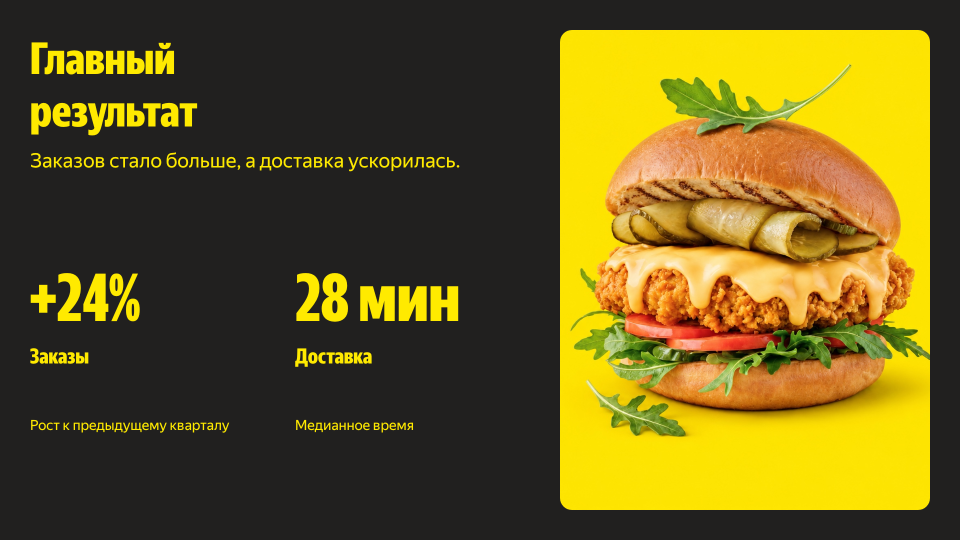 Главный
результат
Заказов стало больше, а доставка ускорилась.
+24%
28 мин
Заказы
Доставка
Рост к предыдущему кварталу
Медианное время